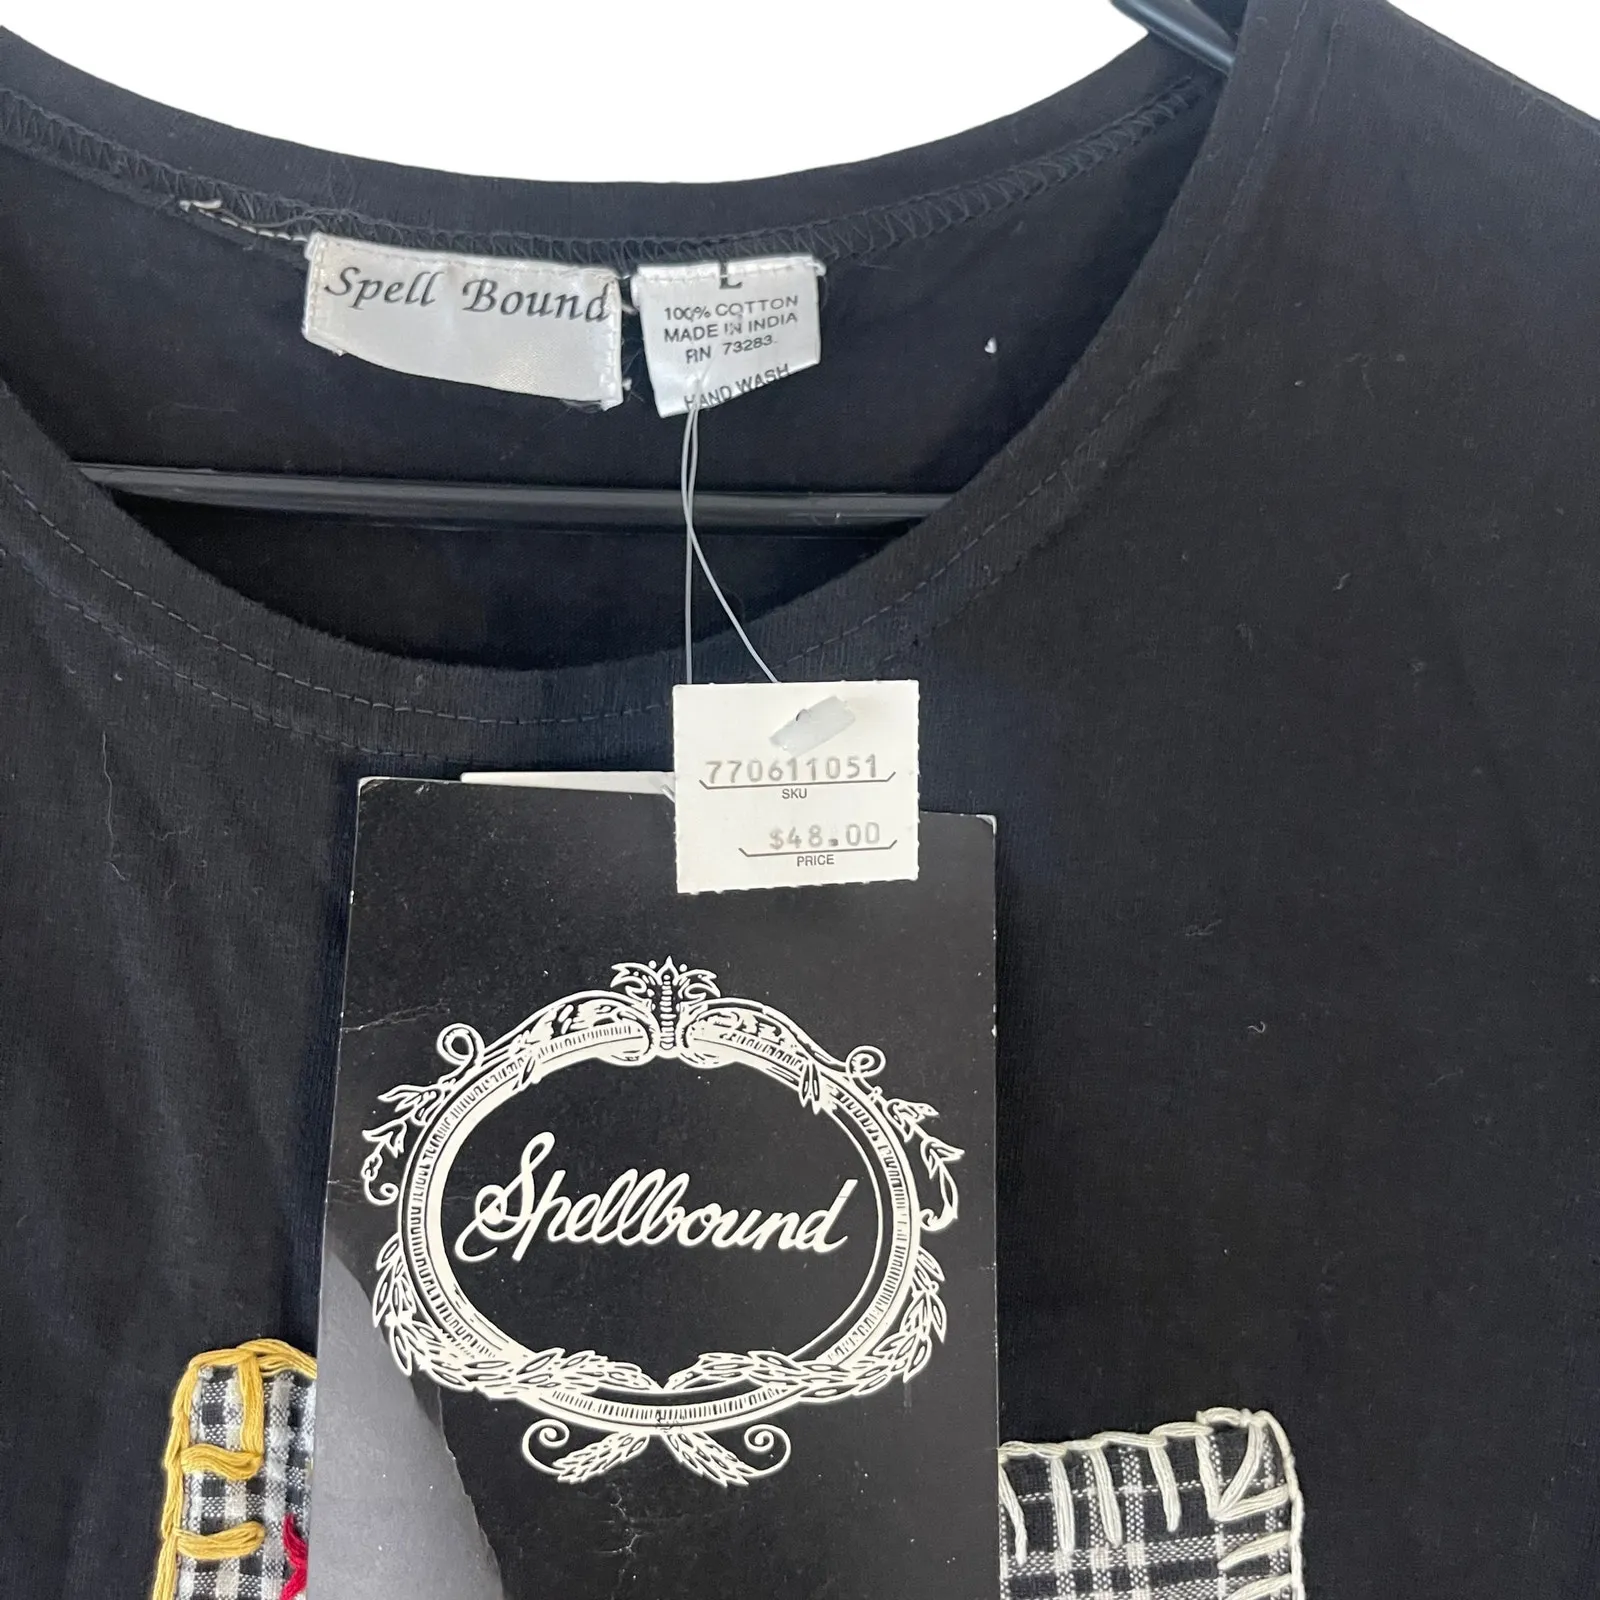 Spell Bound
L
100% COTTON
MADE IN INDIA
RN 73283
HAND WASH
770611051
SKU
$48.00
PRICE
Spellbound